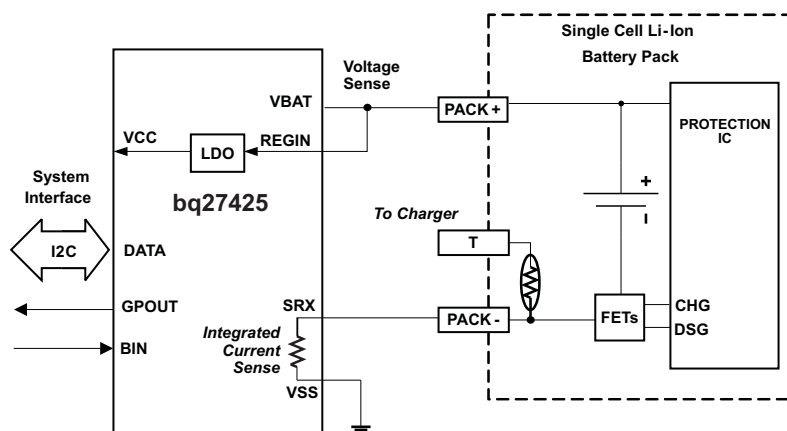 Single Cell Li-Ion
Battery Pack
Voltage
Sense
VBAT
PACK+
PROTECTION
IC
VCC
LDO
REGIN
System
Interface
bq27425
+
−
To Charger
I2C
DATA
T
GPOUT
SRX
PACK-
FETs
CHG
DSG
BIN
Integrated
Current
Sense
VSS